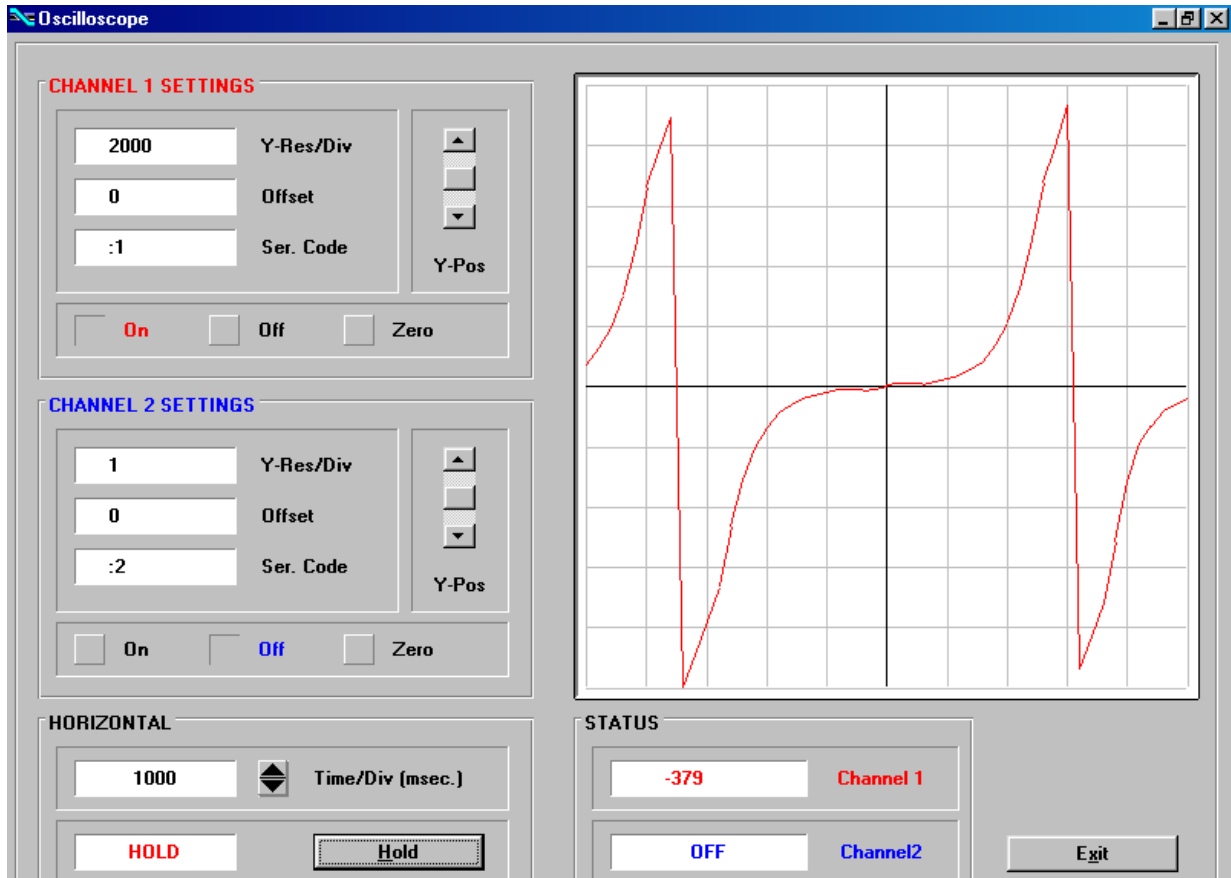 Oscilloscope
CHANNEL 1 SETTINGS
2000 Y-Res/Div
0 Offset
:1 Ser. Code
Y-Pos
On Off Zero
CHANNEL 2 SETTINGS
1 Y-Res/Div
0 Offset
:2 Ser. Code
Y-Pos
On Off Zero
HORIZONTAL
1000 Time/Div (msec.)
HOLD Hold
STATUS
-379 Channel 1
OFF Channel2
Exit